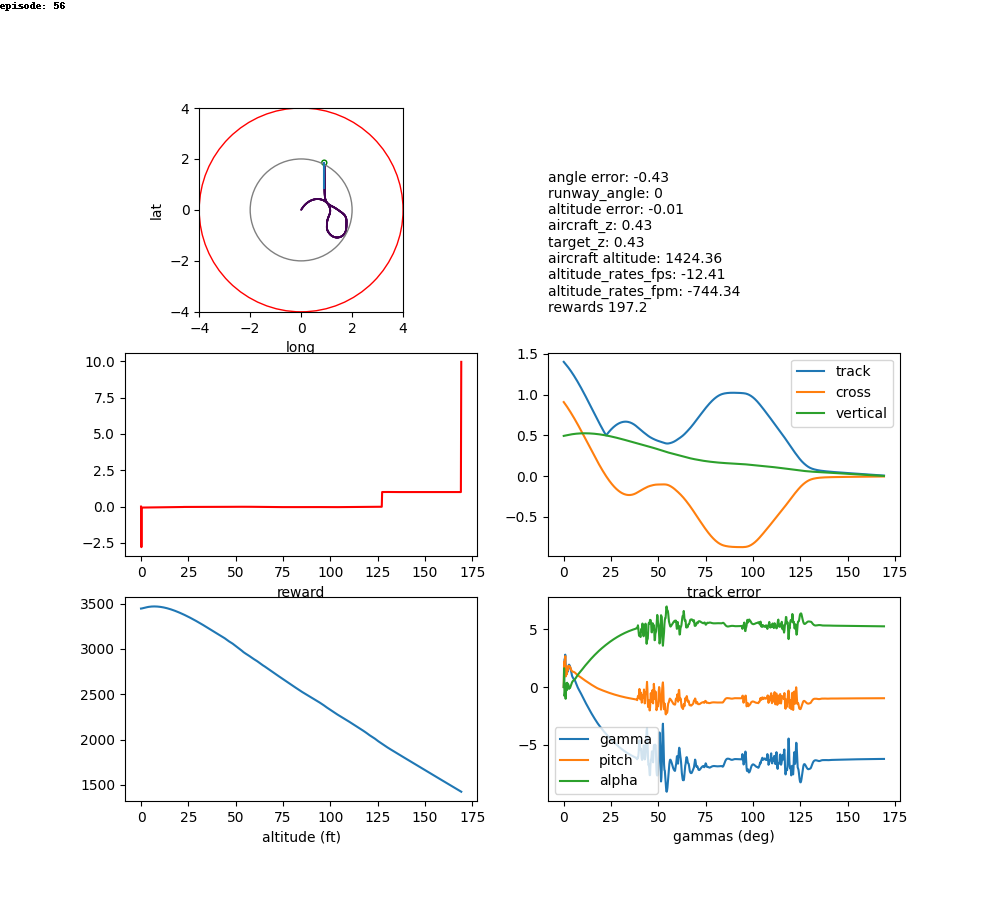 episode: 56
4
2
0
−2
−4
lat
−4 −2 0 2 4
long
angle error: -0.43
runway_angle: 0
altitude error: -0.01
aircraft_z: 0.43
target_z: 0.43
aircraft altitude: 1424.36
altitude_rates_fps: -12.41
altitude_rates_fpm: -744.34
rewards 197.2
10.0
7.5
5.0
2.5
0.0
−2.5
0 25 50 75 100 125 150 175
reward
1.5
1.0
0.5
0.0
−0.5
track
cross
vertical
0 25 50 75 100 125 150 175
track error
3500
3000
2500
2000
1500
0 25 50 75 100 125 150 175
altitude (ft)
5
0
−5
gamma
pitch
alpha
0 25 50 75 100 125 150 175
gammas (deg)